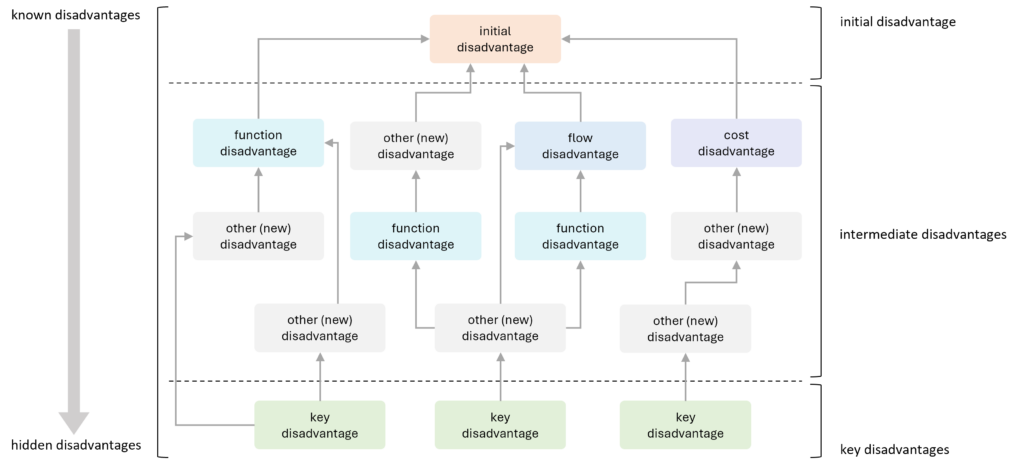 known disadvantages
initial
disadvantage
initial disadvantage
function
disadvantage
other (new)
disadvantage
flow
disadvantage
cost
disadvantage
other (new)
disadvantage
function
disadvantage
function
disadvantage
other (new)
disadvantage
intermediate disadvantages
other (new)
disadvantage
other (new)
disadvantage
other (new)
disadvantage
key
disadvantage
key
disadvantage
key
disadvantage
hidden disadvantages
key disadvantages